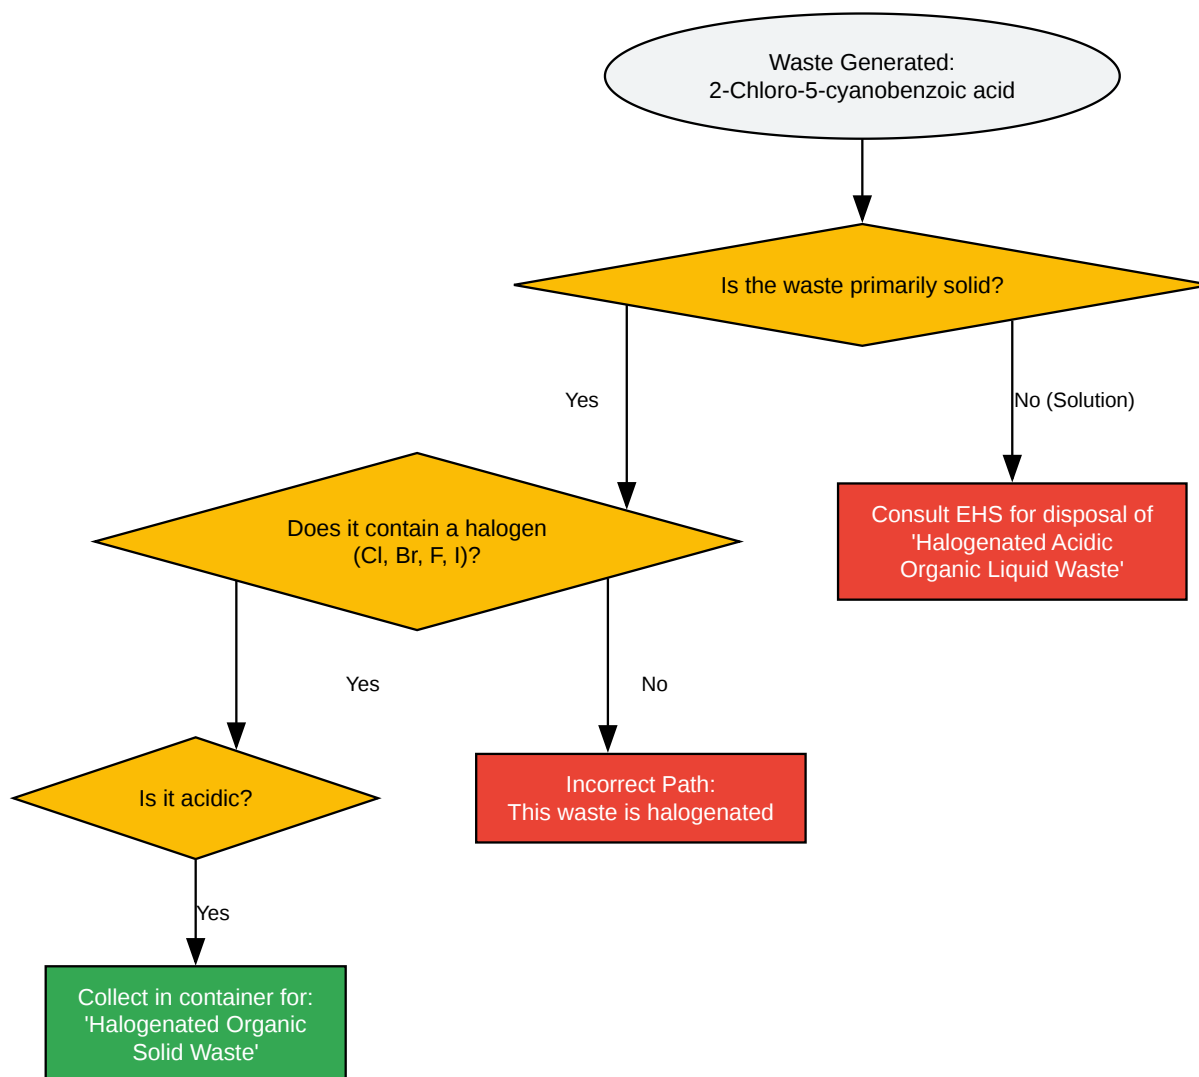 Waste Generated:
2-Chloro-5-cyanobenzoic acid
Is the waste primarily solid?
Yes
No (Solution)
Does it contain a halogen
(Cl, Br, F, I)?
Consult EHS for disposal of
'Halogenated Acidic
Organic Liquid Waste'
Yes
No
Is it acidic?
Incorrect Path:
This waste is halogenated
Yes
Collect in container for:
'Halogenated Organic
Solid Waste'